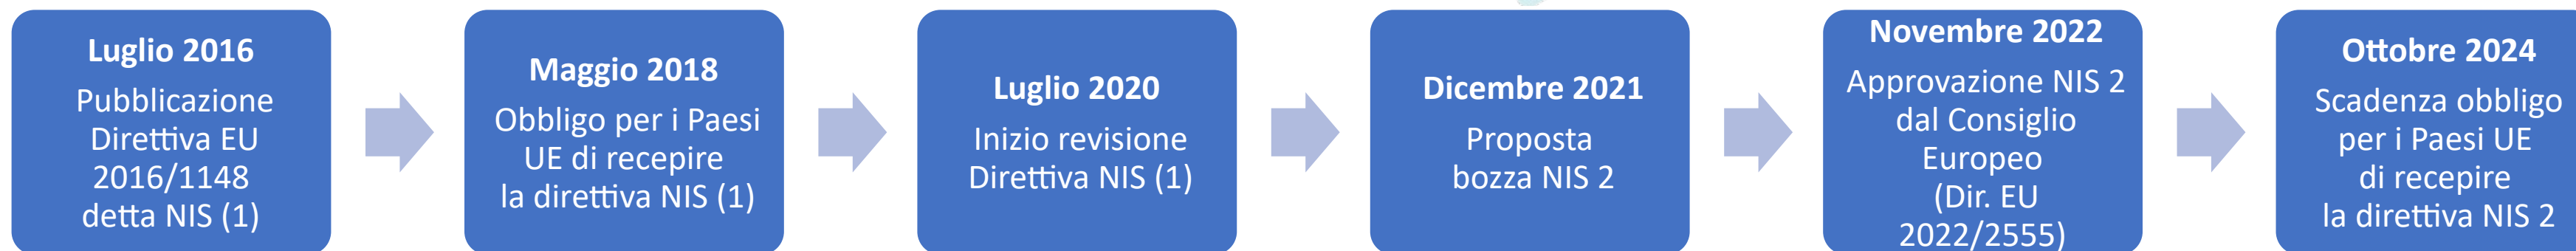 Luglio 2016
Pubblicazione
Direttiva EU
2016/1148
detta NIS (1)
Maggio 2018
Obbligo per i Paesi
UE di recepire
la direttiva NIS (1)
Luglio 2020
Inizio revisione
Direttiva NIS (1)
Dicembre 2021
Proposta
bozza NIS 2
Novembre 2022
Approvazione NIS 2
dal Consiglio
Europeo
(Dir. EU
2022/2555)
Ottobre 2024
Scadenza obbligo
per i Paesi UE
di recepire
la direttiva NIS 2